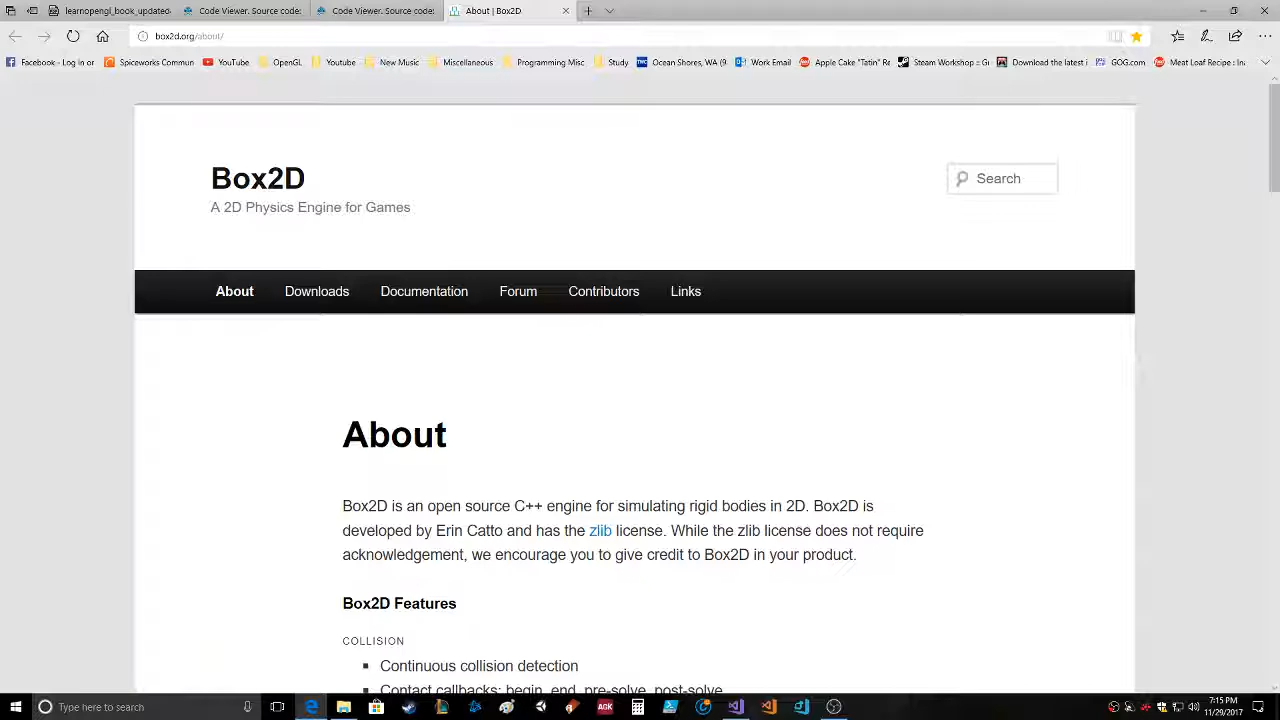 learnopengl_book_updated.
Code Viewer. Source code:
Code Viewer. Source code:
About | Box2D
box2d.org/about/
Facebook - Log in or
Spiceworks Commun
YouTube
OpenGL
Youtube
New Music
Miscellaneous
Programming Misc
Study
Ocean Shores, WA (9
Work Email
Apple Cake "Tatin" Re
Steam Workshop :: Gr
Download the latest i
GOG.com
Meat Loaf Recipe : Ina
Box2D
A 2D Physics Engine for Games
Search
About
Downloads
Documentation
Forum
Contributors
Links
About
Box2D is an open source C++ engine for simulating rigid bodies in 2D. Box2D is
developed by Erin Catto and has the zlib license. While the zlib license does not require
acknowledgement, we encourage you to give credit to Box2D in your product.
Box2D Features
COLLISION
Continuous collision detection
Contact callbacks: begin, end, pre-solve, post-solve
Type here to search
AGK
7:15 PM
11/29/2017